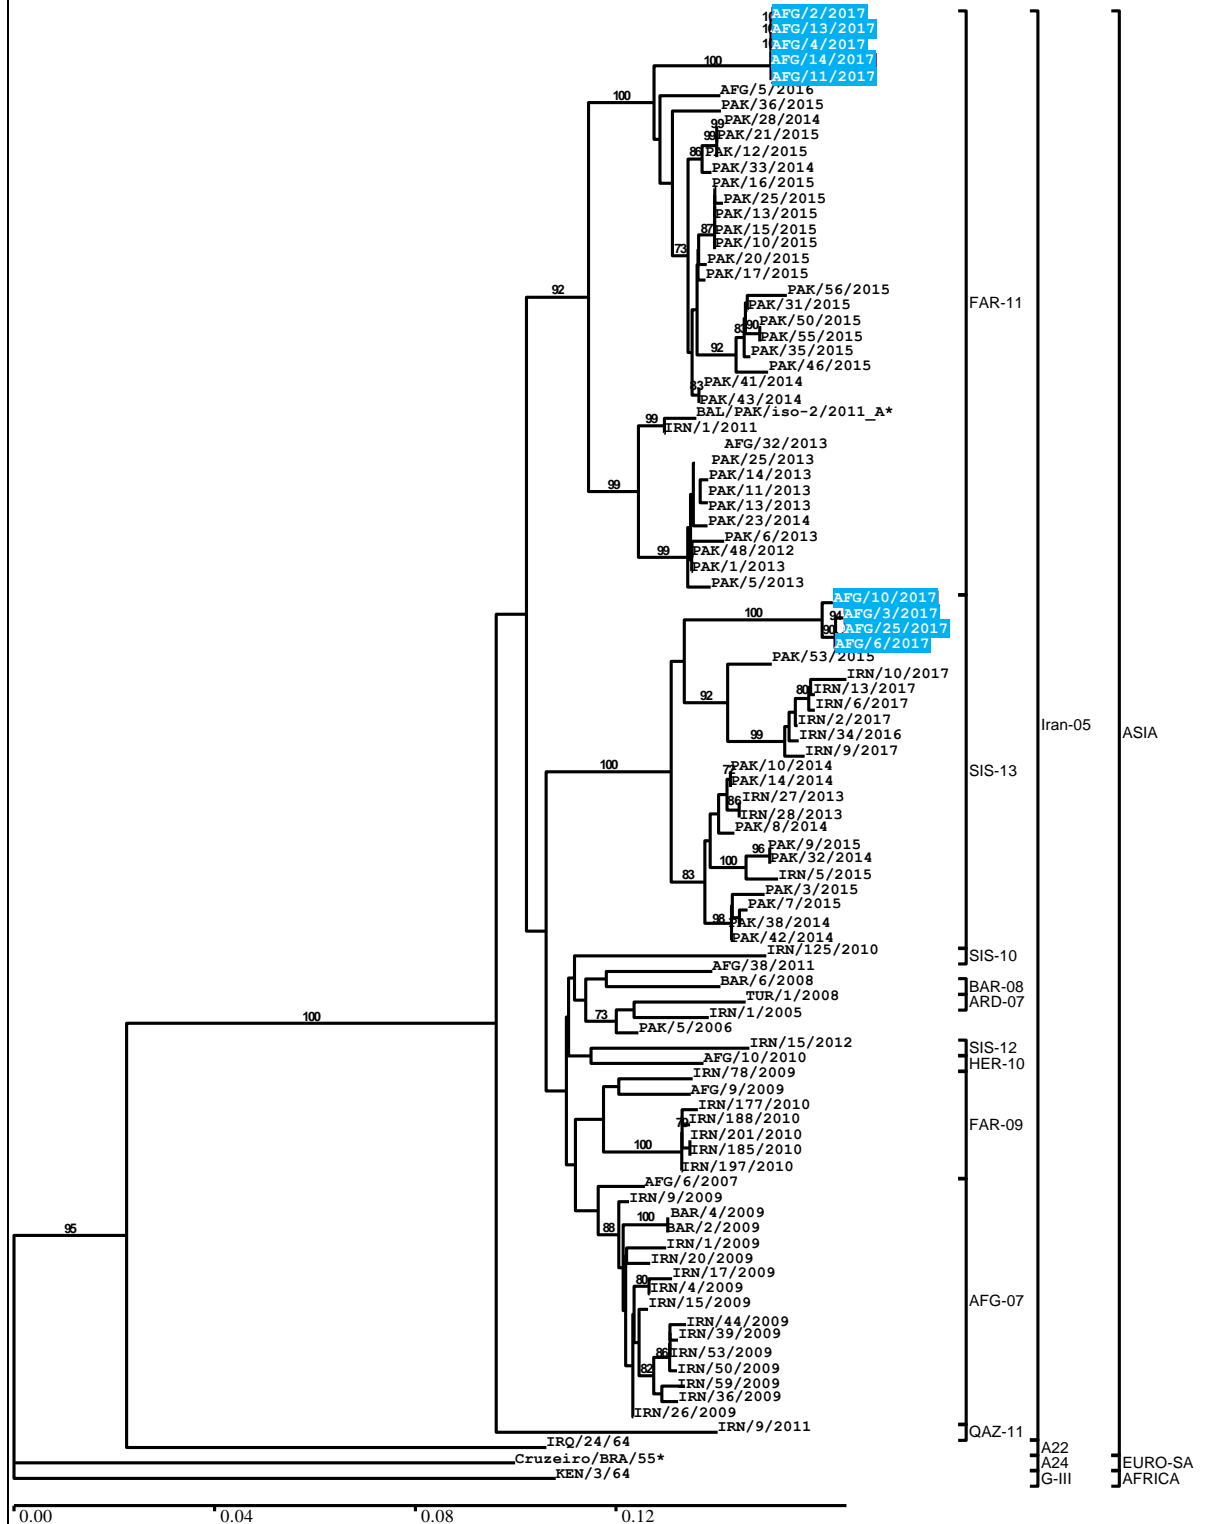 AFG/2/2017
AFG/13/2017
AFG/4/2017
100 AFG/14/2017
AFG/11/2017
AFG/5/2016
100
PAK/36/2015
PAK/28/2014
99
99 PAK/21/2015
86 PAK/12/2015
PAK/33/2014
PAK/16/2015
PAK/25/2015
PAK/13/2015
87 PAK/15/2015
PAK/10/2015
73
PAK/20/2015
PAK/17/2015
92
PAK/56/2015
FAR-11
PAK/31/2015
PAK/50/2015
83 90
PAK/55/2015
92 PAK/35/2015
PAK/46/2015
PAK/41/2014
83
PAK/43/2014
BAL/PAK/iso-2/2011_A*
99
IRN/1/2011
AFG/32/2013
PAK/25/2013
PAK/14/2013
99
PAK/11/2013
PAK/13/2013
PAK/23/2014
PAK/6/2013
99 PAK/48/2012
PAK/1/2013
PAK/5/2013
AFG/10/2017
100 94 AFG/3/2017
90 AFG/25/2017
AFG/6/2017
PAK/53/2015
IRN/10/2017
92 80 IRN/13/2017
IRN/6/2017
IRN/2/2017
Iran-05
ASIA
99 IRN/34/2016
IRN/9/2017
100
PAK/10/2014
SIS-13
PAK/14/2014
IRN/27/2013
86
IRN/28/2013
PAK/8/2014
96 PAK/9/2015
100 PAK/32/2014
83 IRN/5/2015
PAK/3/2015
PAK/7/2015
98 PAK/38/2014
PAK/42/2014
IRN/125/2010
SIS-10
AFG/38/2011
BAR/6/2008
BAR-08
TUR/1/2008
ARD-07
100 73 IRN/1/2005
PAK/5/2006
IRN/15/2012
SIS-12
AFG/10/2010
HER-10
IRN/78/2009
AFG/9/2009
IRN/177/2010
IRN/188/2010
FAR-09
IRN/201/2010
100 IRN/185/2010
IRN/197/2010
AFG/6/2007
IRN/9/2009
100 BAR/4/2009
95 88 BAR/2/2009
IRN/1/2009
IRN/20/2009
IRN/17/2009
80 IRN/4/2009
IRN/15/2009
AFG-07
IRN/44/2009
IRN/39/2009
86 IRN/53/2009
82 IRN/50/2009
IRN/59/2009
IRN/36/2009
IRN/26/2009
IRN/9/2011
QAZ-11
IRQ/24/64
A22
Cruzeiro/BRA/55*
A24 EURO-SA
KEN/3/64
G-III AFRICA
0.00 0.04 0.08 0.12